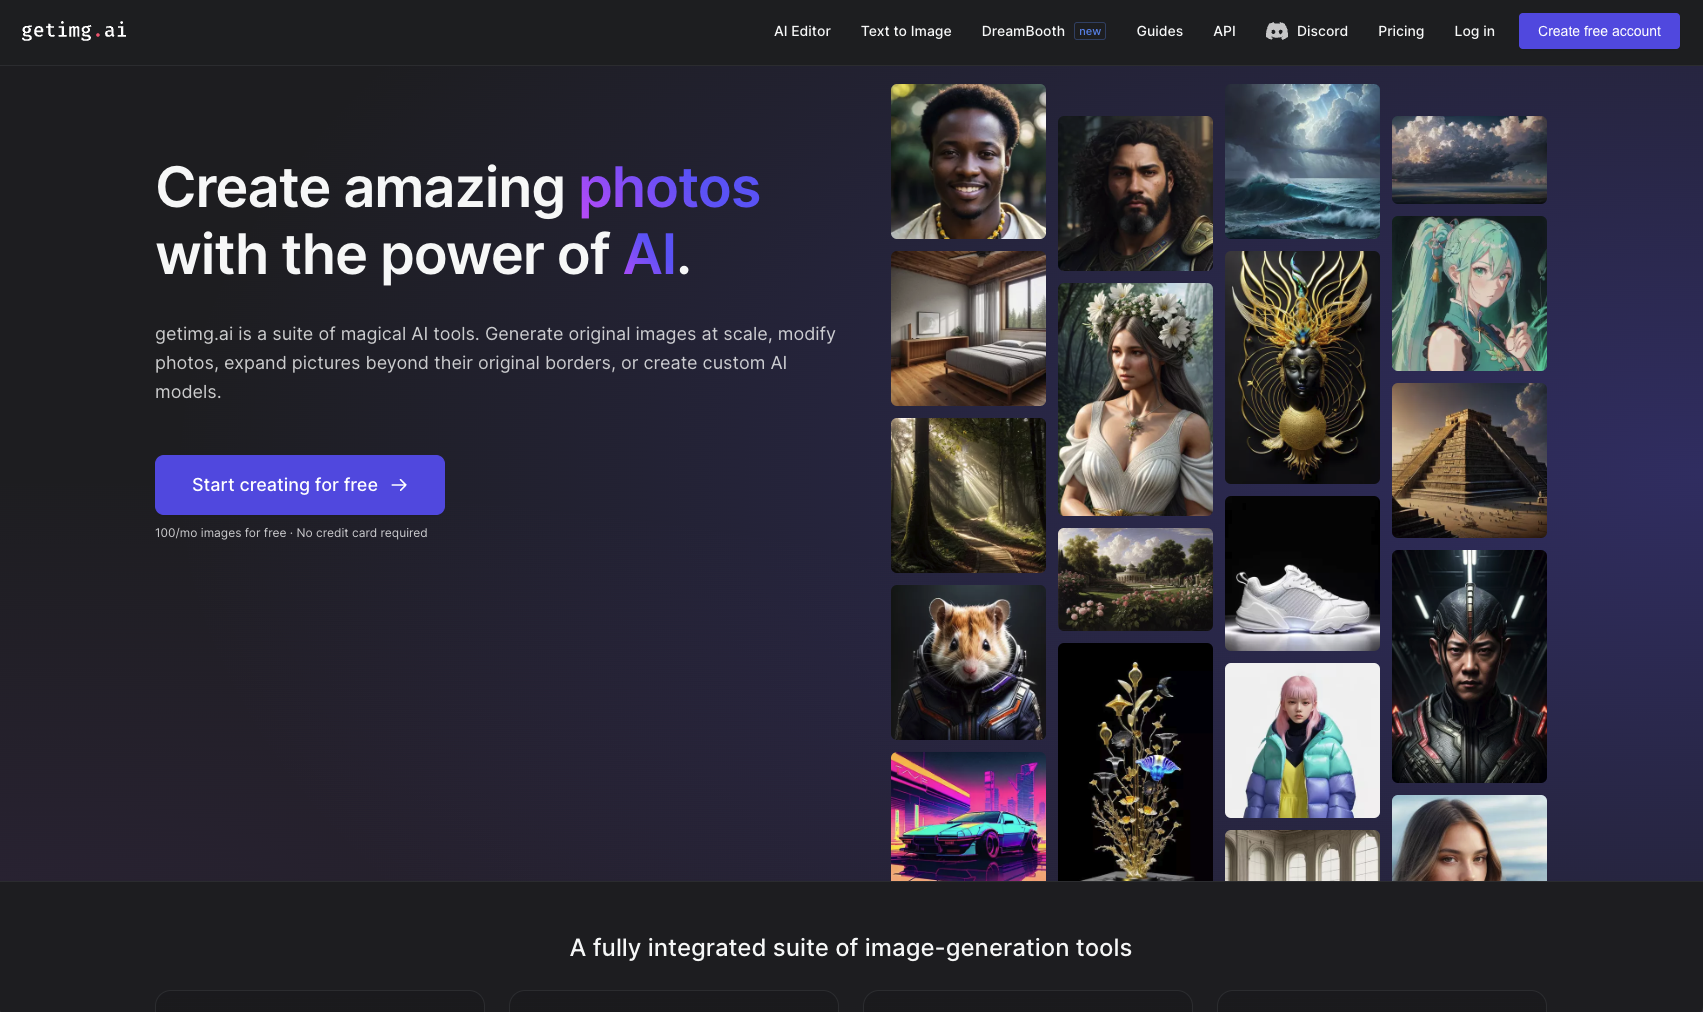 getimg.ai
AI Editor
Text to Image
DreamBooth new
Guides
API
Discord
Pricing
Log in
Create free account
Create amazing photos
with the power of AI.
getimg.ai is a suite of magical AI tools. Generate original images at scale, modify
photos, expand pictures beyond their original borders, or create custom AI
models.
Start creating for free →
100/mo images for free · No credit card required
A fully integrated suite of image-generation tools